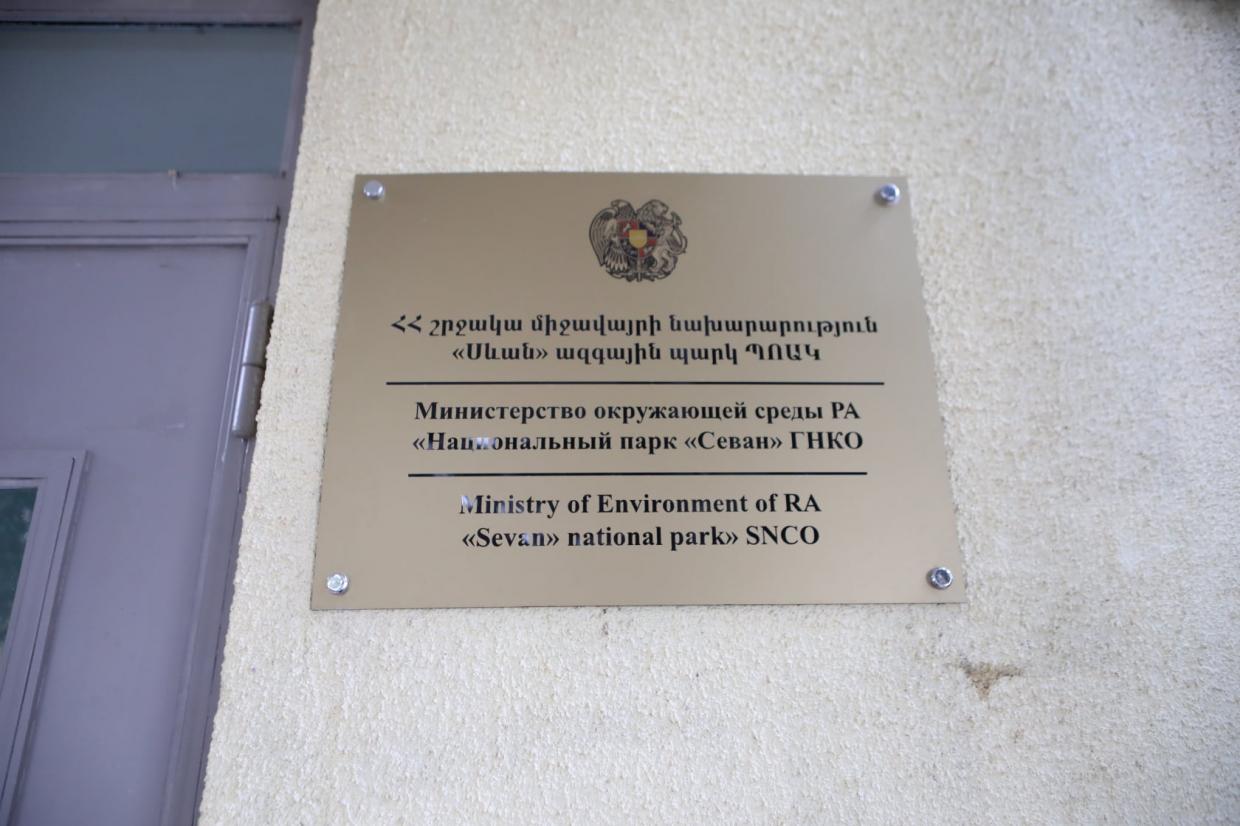 ՀՀ շրջակա միջավայրի նախարարություն
«Սևան» ազգային պարկ ՊՈԱԿ
Министерство окружающей среды РА
«Национальный парк «Севан» ГНКО
Ministry of Environment of RA
«Sevan» national park» SNCO